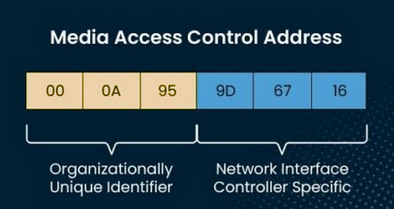 Media Access Control Address
00 0A 95 9D 67 16
Organizationally
Unique Identifier
Network Interface
Controller Specific